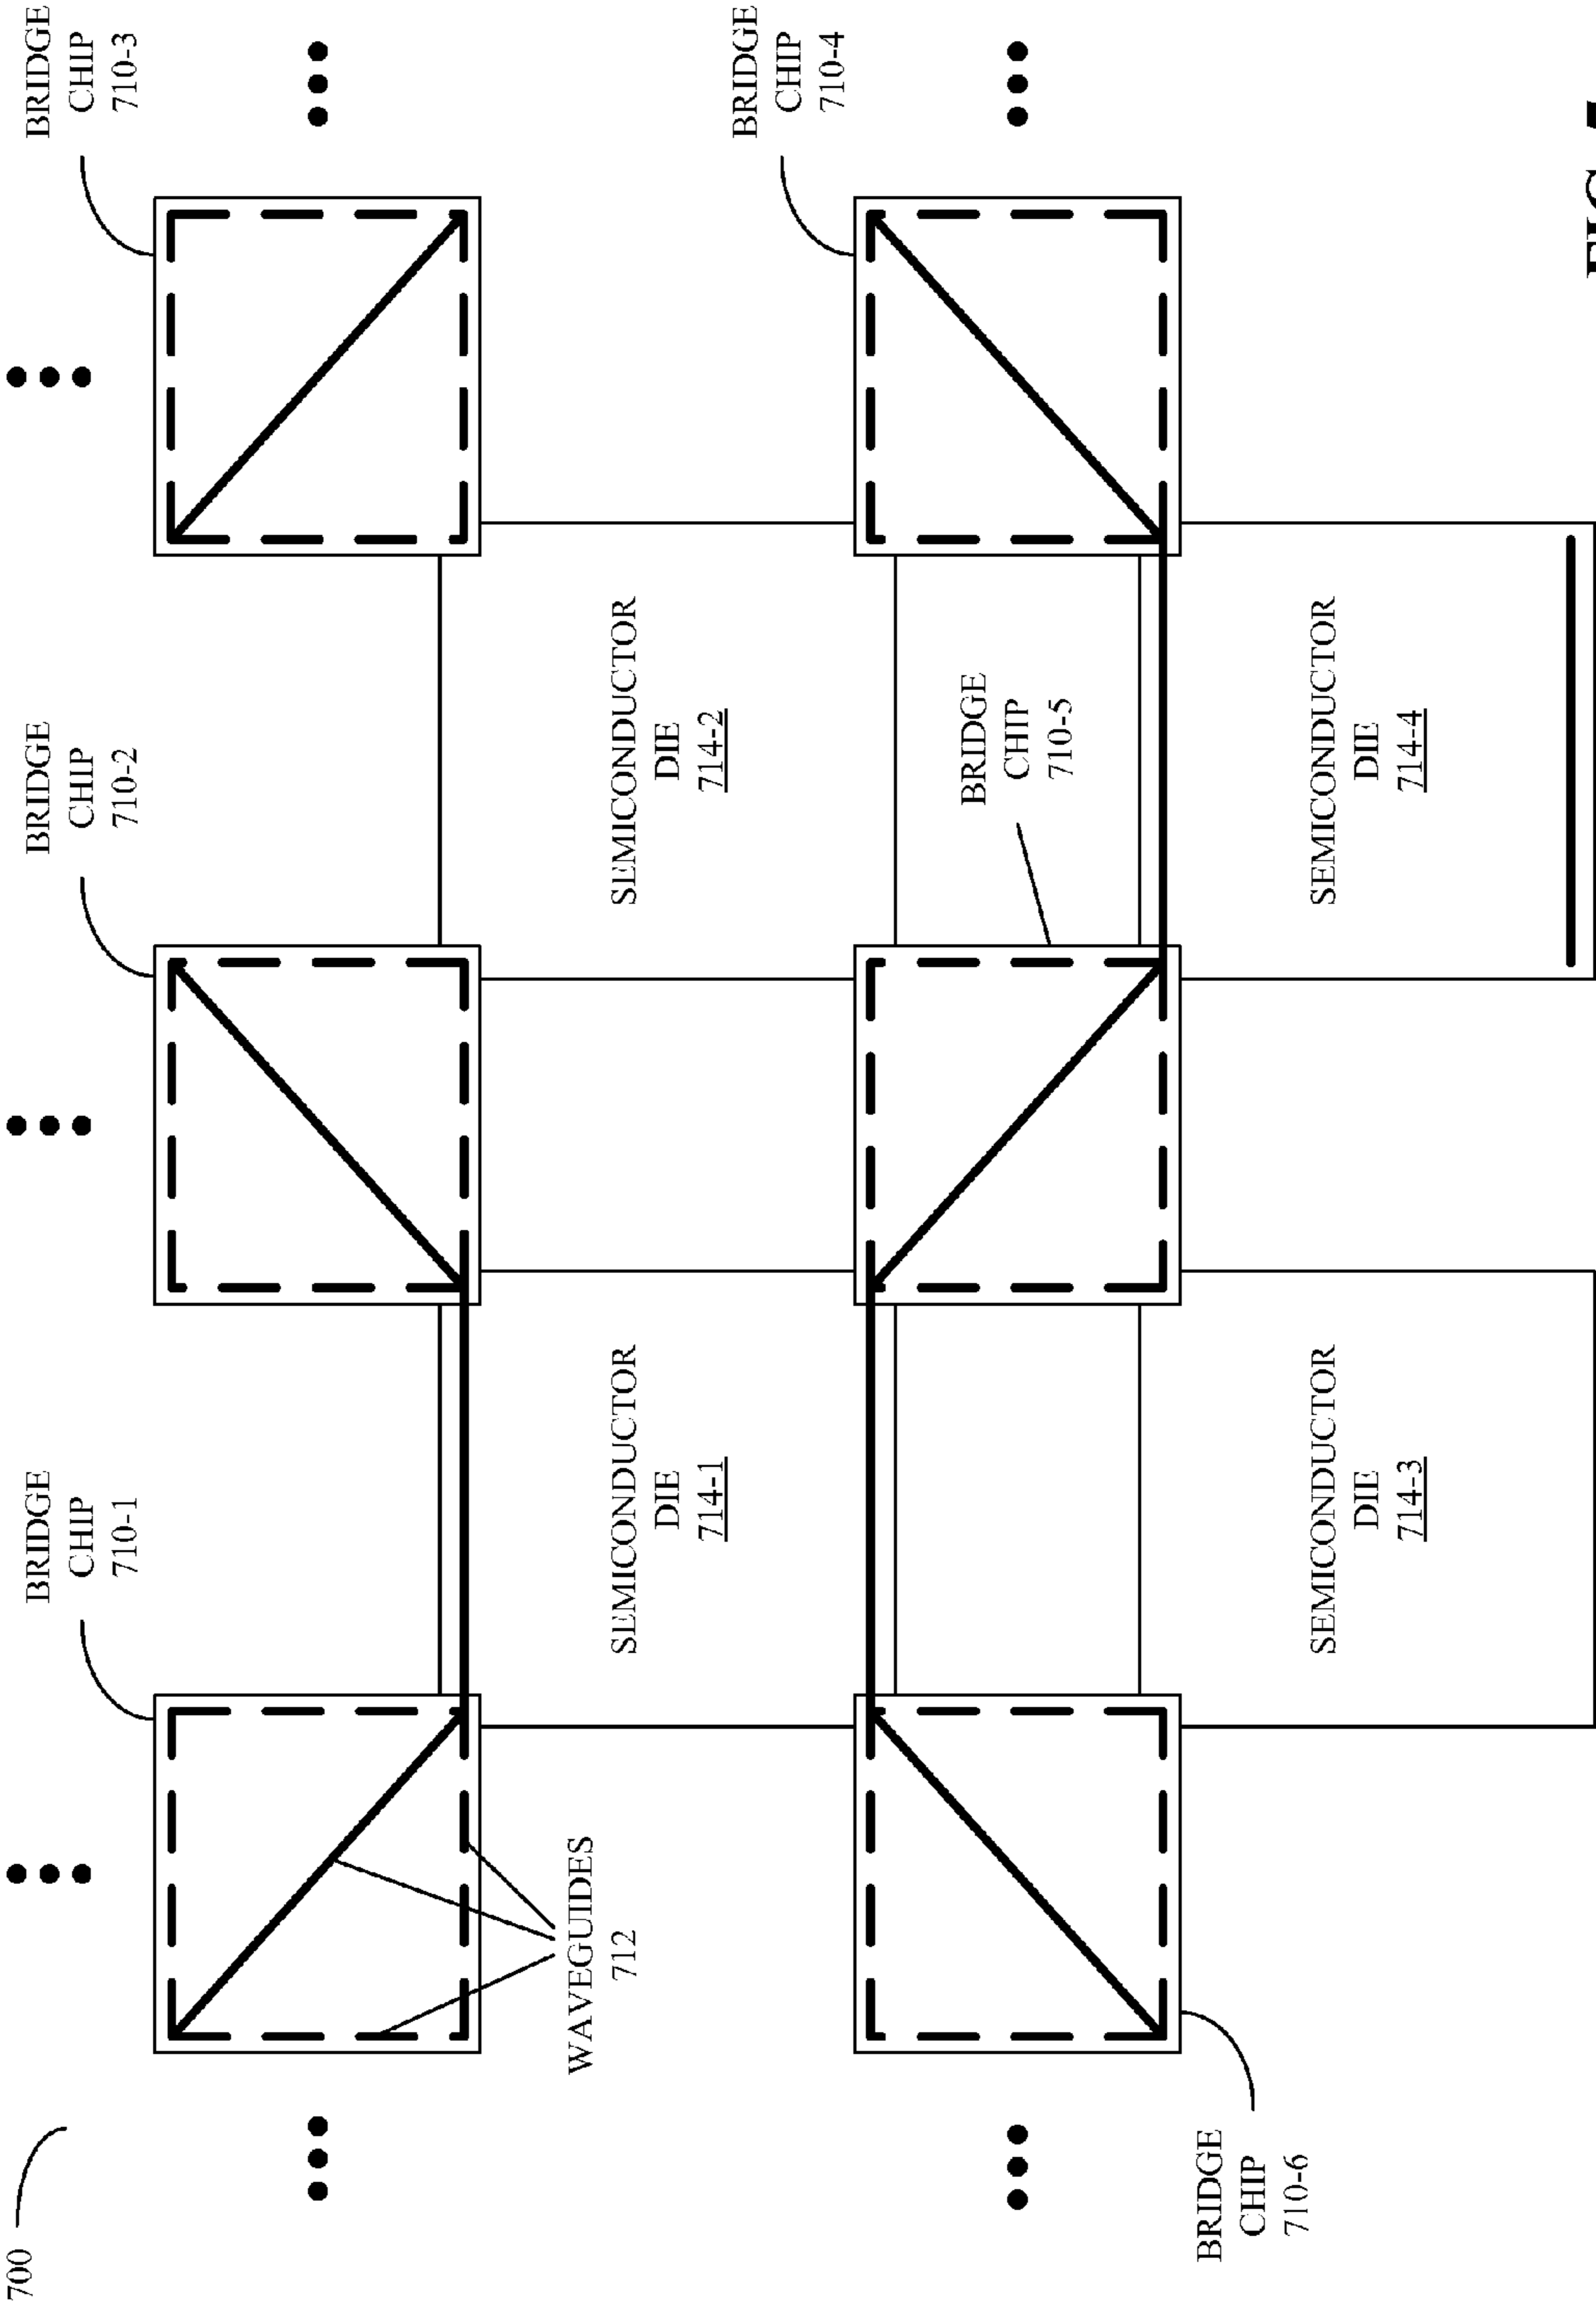 700
BRIDGE
CHIP
710-1
BRIDGE
CHIP
710-2
BRIDGE
CHIP
710-3
WAVEGUIDES
712
SEMICONDUCTOR
DIE
714-1
SEMICONDUCTOR
DIE
714-2
BRIDGE
CHIP
710-4
BRIDGE
CHIP
710-5
BRIDGE
CHIP
710-6
SEMICONDUCTOR
DIE
714-3
SEMICONDUCTOR
DIE
714-4